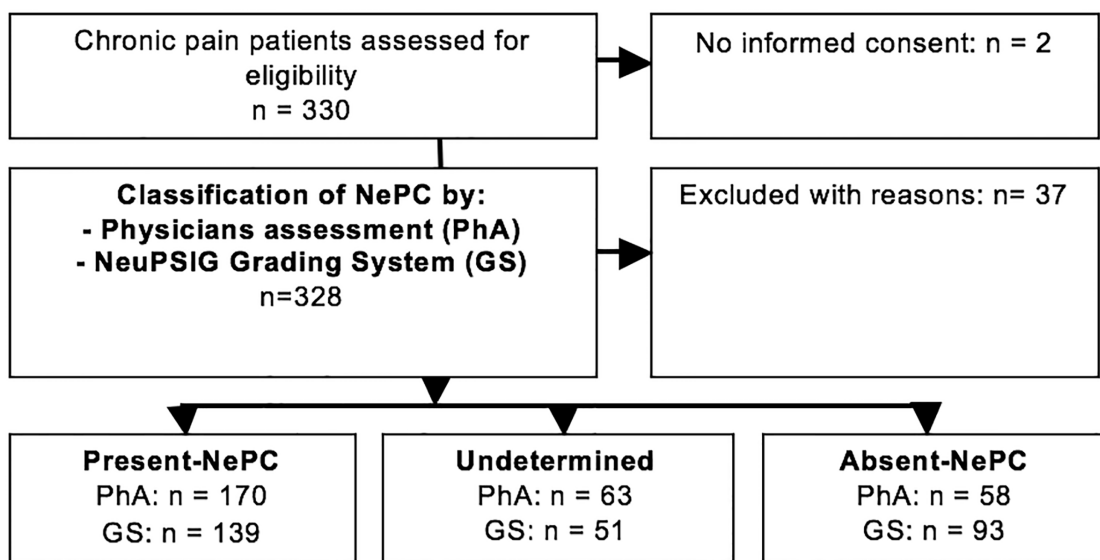 Chronic pain patients assessed for
eligibility
n = 330
No informed consent: n = 2
Classification of NePC by:
- Physicians assessment (PhA)
- NeuPSIG Grading System (GS)
n=328
Excluded with reasons: n= 37
Present-NePC
PhA: n = 170
GS: n = 139
Undetermined
PhA: n = 63
GS: n = 51
Absent-NePC
PhA: n = 58
GS: n = 93